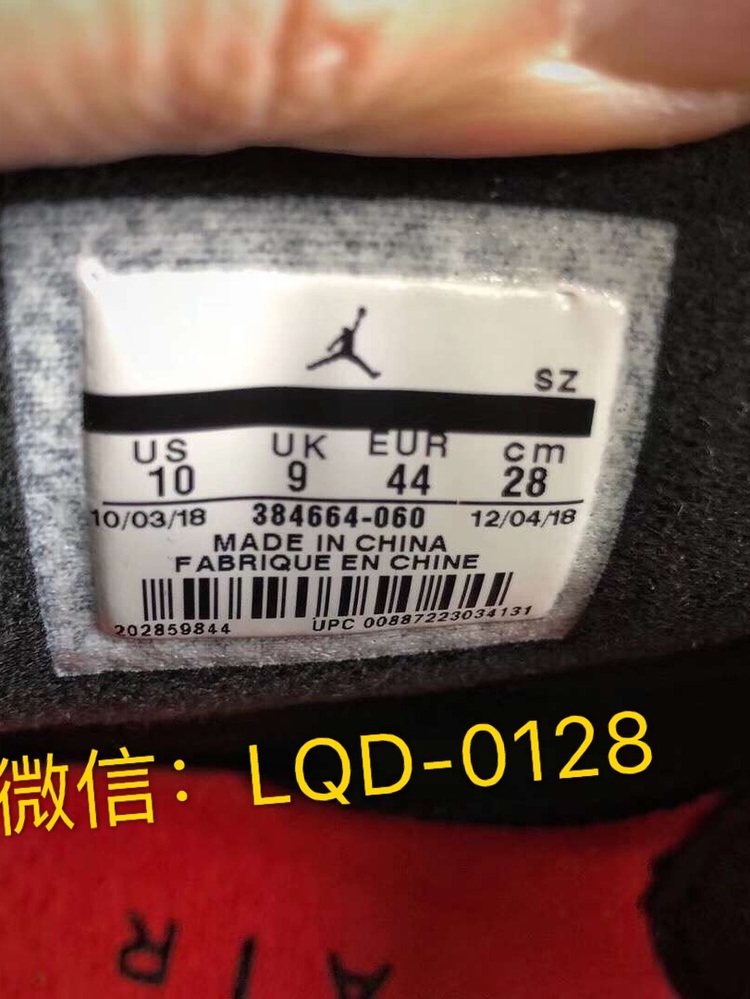 SZ
US UK EUR cm
10 9 44 28
10/03/18 384664-060 12/04/18
MADE IN CHINA
FABRIQUE EN CHINE
202859844 UPC 00887223034131
微信：LQD-0128
AIR